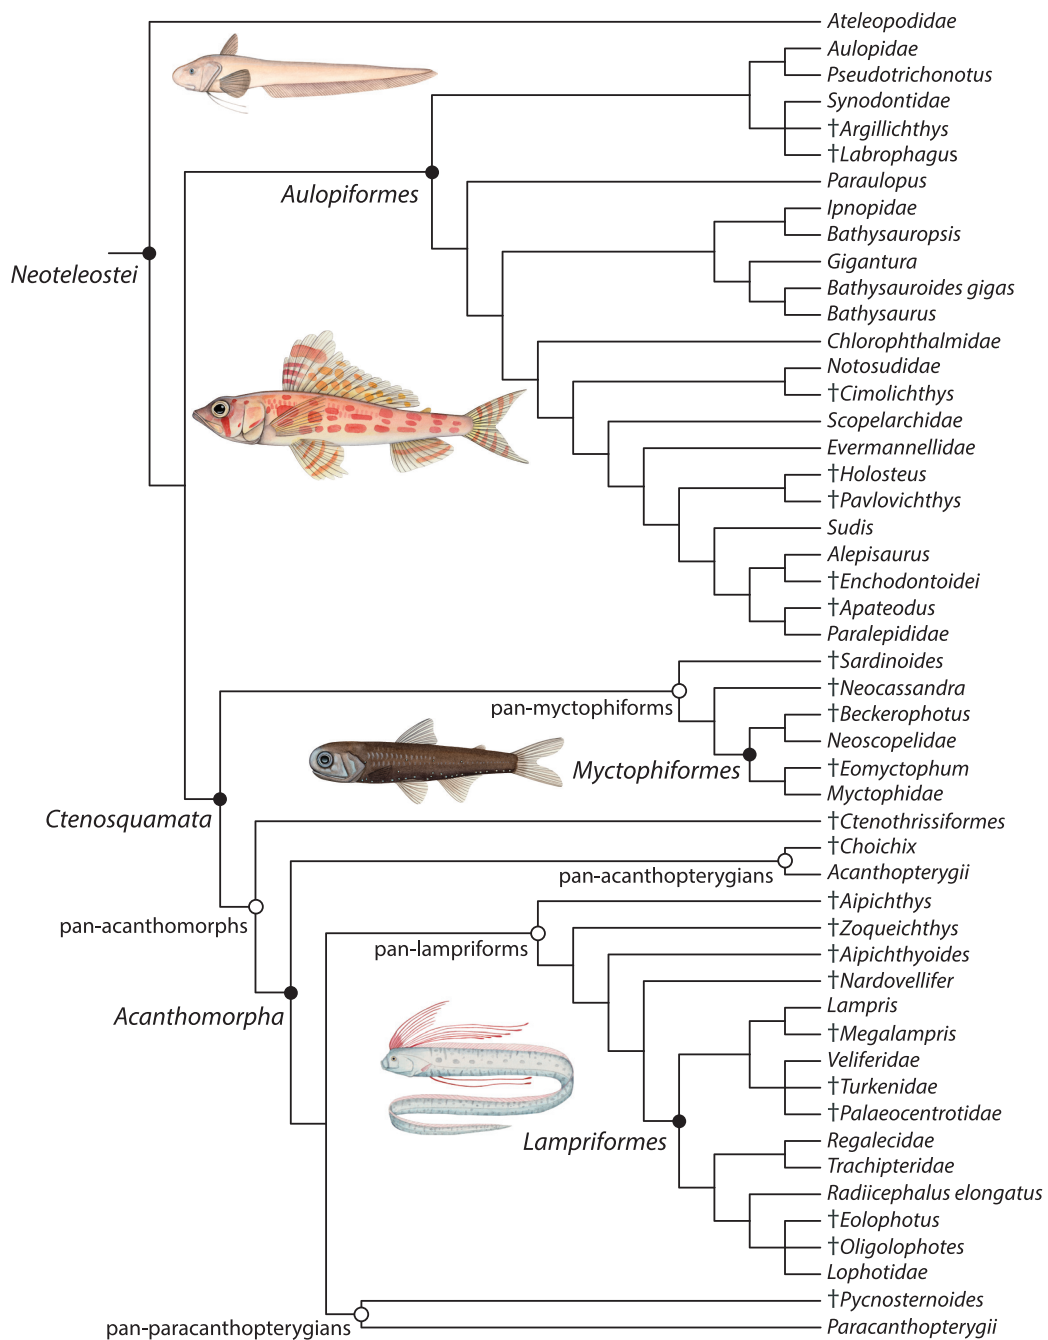 Ateleopodidae
Aulopidae
Pseudotrichonotus
Synodontidae
†Argillichthys
†Labrophagus
Paraulopus
Aulopiformes
Ipnopidae
Bathysauropsis
Neoteleostei
Gigantura
Bathysauroides gigas
Bathysaurus
Chlorophthalmidae
Notosudidae
†Cimolichthys
Scopelarchidae
Evermannellidae
†Holosteus
†Pavlovichthys
Sudis
Alepisaurus
†Enchodontoidei
†Apateodus
Paralepididae
†Sardinoides
†Neocassandra
pan-myctophiforms
†Beckerophotus
Neoscopelidae
†Eomyctophum
Myctophiformes
Myctophidae
Ctenosquamata
†Ctenothrissiformes
†Choichix
Acanthopterygii
pan-acanthopterygians
†Aipichthys
pan-acanthomorphs
†Zoqueichthys
pan-lampriforms
†Aipichthyoides
†Nardovellifer
Lampris
Acanthomorpha
†Megalampris
Veliferidae
†Turkenidae
†Palaeocentrotidae
Regalecidae
Lampriformes
Trachipteridae
Radiicephalus elongatus
†Eolophotus
†Oligolophotes
Lophotidae
†Pycnosternoides
Paracanthopterygii
pan-paracanthopterygians